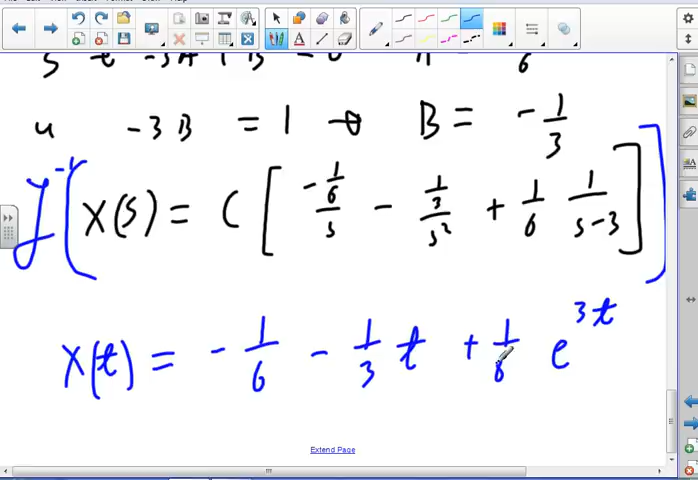 -3B = 1 → B = -1/3
ℒ⁻¹( X(s) = C [ (-1/6)/s - (1/3)/s² + 1/6 1/(s-3) ] )
X(t) = - 1/6 - 1/3 t + 1/6 e^{3t}
Extend Page